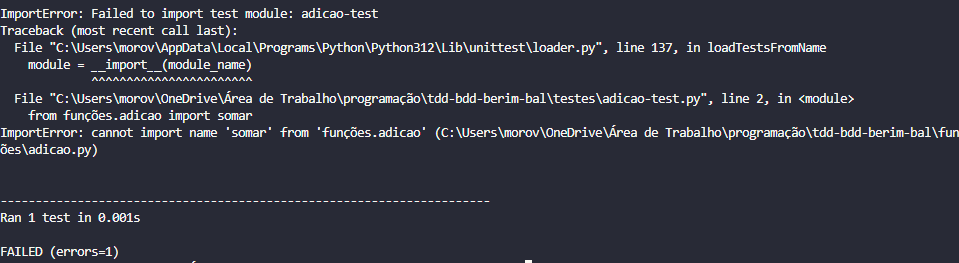 ImportError: Failed to import test module: adicao-test
Traceback (most recent call last):
  File "C:\Users\morov\AppData\Local\Programs\Python\Python312\Lib\unittest\loader.py", line 137, in loadTestsFromName
    module = __import__(module_name)
             ^^^^^^^^^^^^^^^^^^^^^^^
  File "C:\Users\morov\OneDrive\Área de Trabalho\programação\tdd-bdd-berim-bal\testes\adicao-test.py", line 2, in <module>
    from funções.adicao import somar
ImportError: cannot import name 'somar' from 'funções.adicao' (C:\Users\morov\OneDrive\Área de Trabalho\programação\tdd-bdd-berim-bal\fun
ões\adicao.py)
----------------------------------------------------------------------
Ran 1 test in 0.001s
FAILED (errors=1)